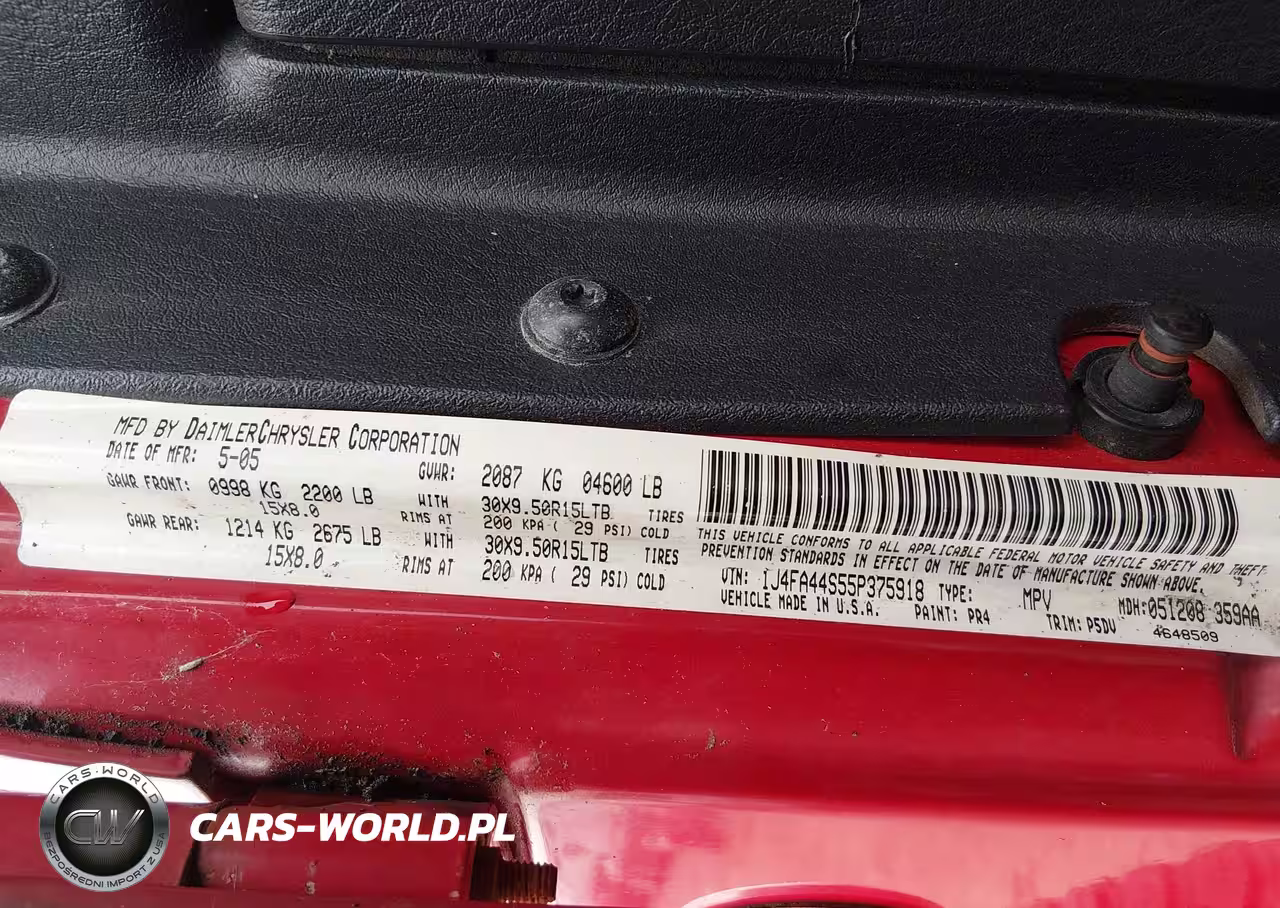 MFD BY DAIMLERCHRYSLER CORPORATION
DATE OF MFR: 5-05 GVWR: 2087 KG 04600 LB
GAWR FRONT: 0998 KG 2200 LB WITH 30X9.50R15LTB TIRES
15X8.0 RIMS AT 200 KPA ( 29 PSI) COLD
GAWR REAR: 1214 KG 2675 LB WITH 30X9.50R15LTB TIRES
15X8.0 RIMS AT 200 KPA ( 29 PSI) COLD
THIS VEHICLE CONFORMS TO ALL APPLICABLE FEDERAL MOTOR VEHICLE SAFETY AND THEFT
PREVENTION STANDARDS IN EFFECT ON THE DATE OF MANUFACTURE SHOWN ABOVE.
VIN: 1J4FA44S55P375918 TYPE: MPV MDH:051208 359AA
VEHICLE MADE IN U.S.A. PAINT: PR4 TRIM: P5DV 4648509
CARS-WORLD
CW
BEZPOŚREDNI IMPORT Z USA
CARS-WORLD.PL